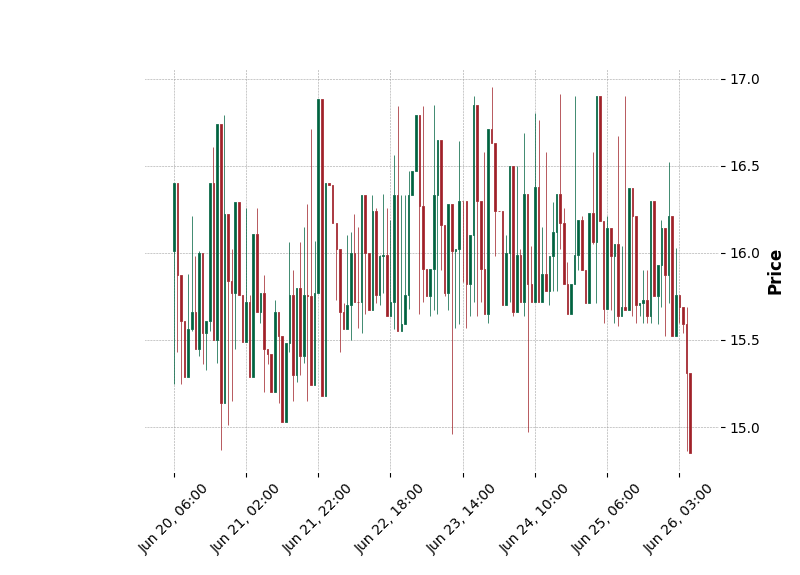 17.0
16.5
16.0
15.5
15.0
Price
Jun 20, 06:00
Jun 21, 02:00
Jun 21, 22:00
Jun 22, 18:00
Jun 23, 14:00
Jun 24, 10:00
Jun 25, 06:00
Jun 26, 03:00